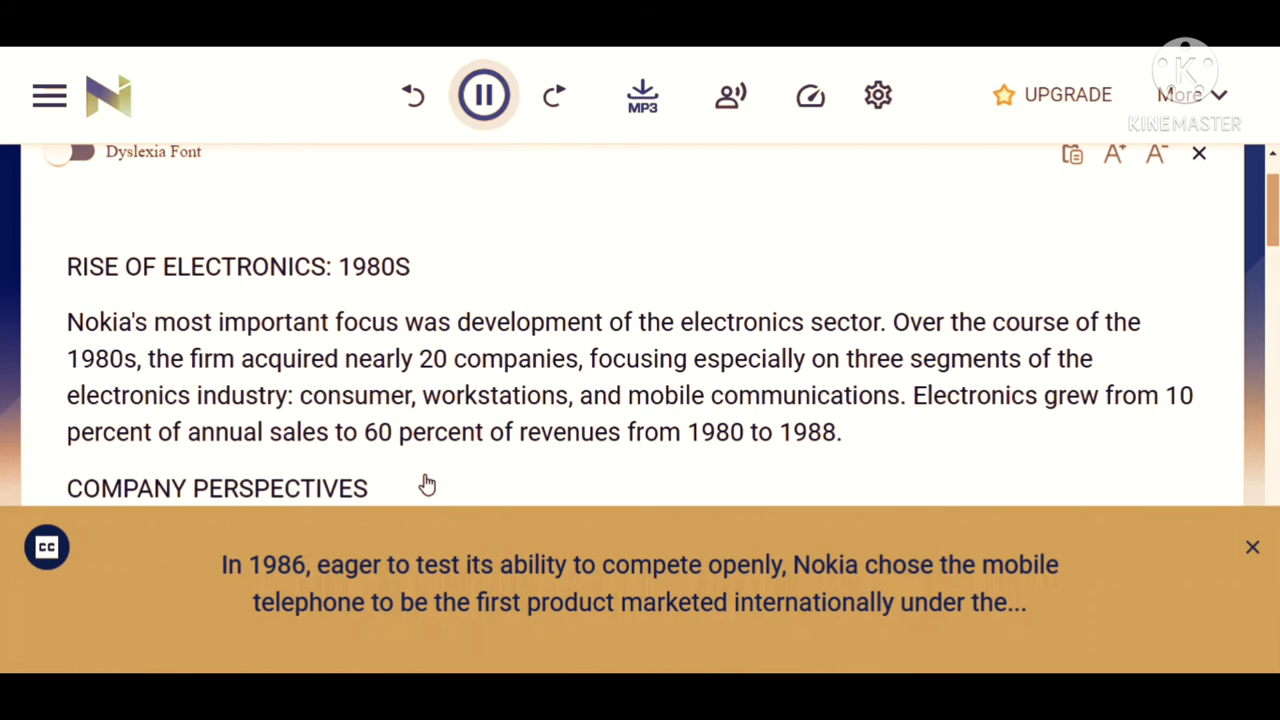 MP3
UPGRADE
More
KINEMASTER
Dyslexia Font
A+ A-
RISE OF ELECTRONICS: 1980S
Nokia's most important focus was development of the electronics sector. Over the course of the
1980s, the firm acquired nearly 20 companies, focusing especially on three segments of the
electronics industry: consumer, workstations, and mobile communications. Electronics grew from 10
percent of annual sales to 60 percent of revenues from 1980 to 1988.
COMPANY PERSPECTIVES
CC
In 1986, eager to test its ability to compete openly, Nokia chose the mobile
telephone to be the first product marketed internationally under the...